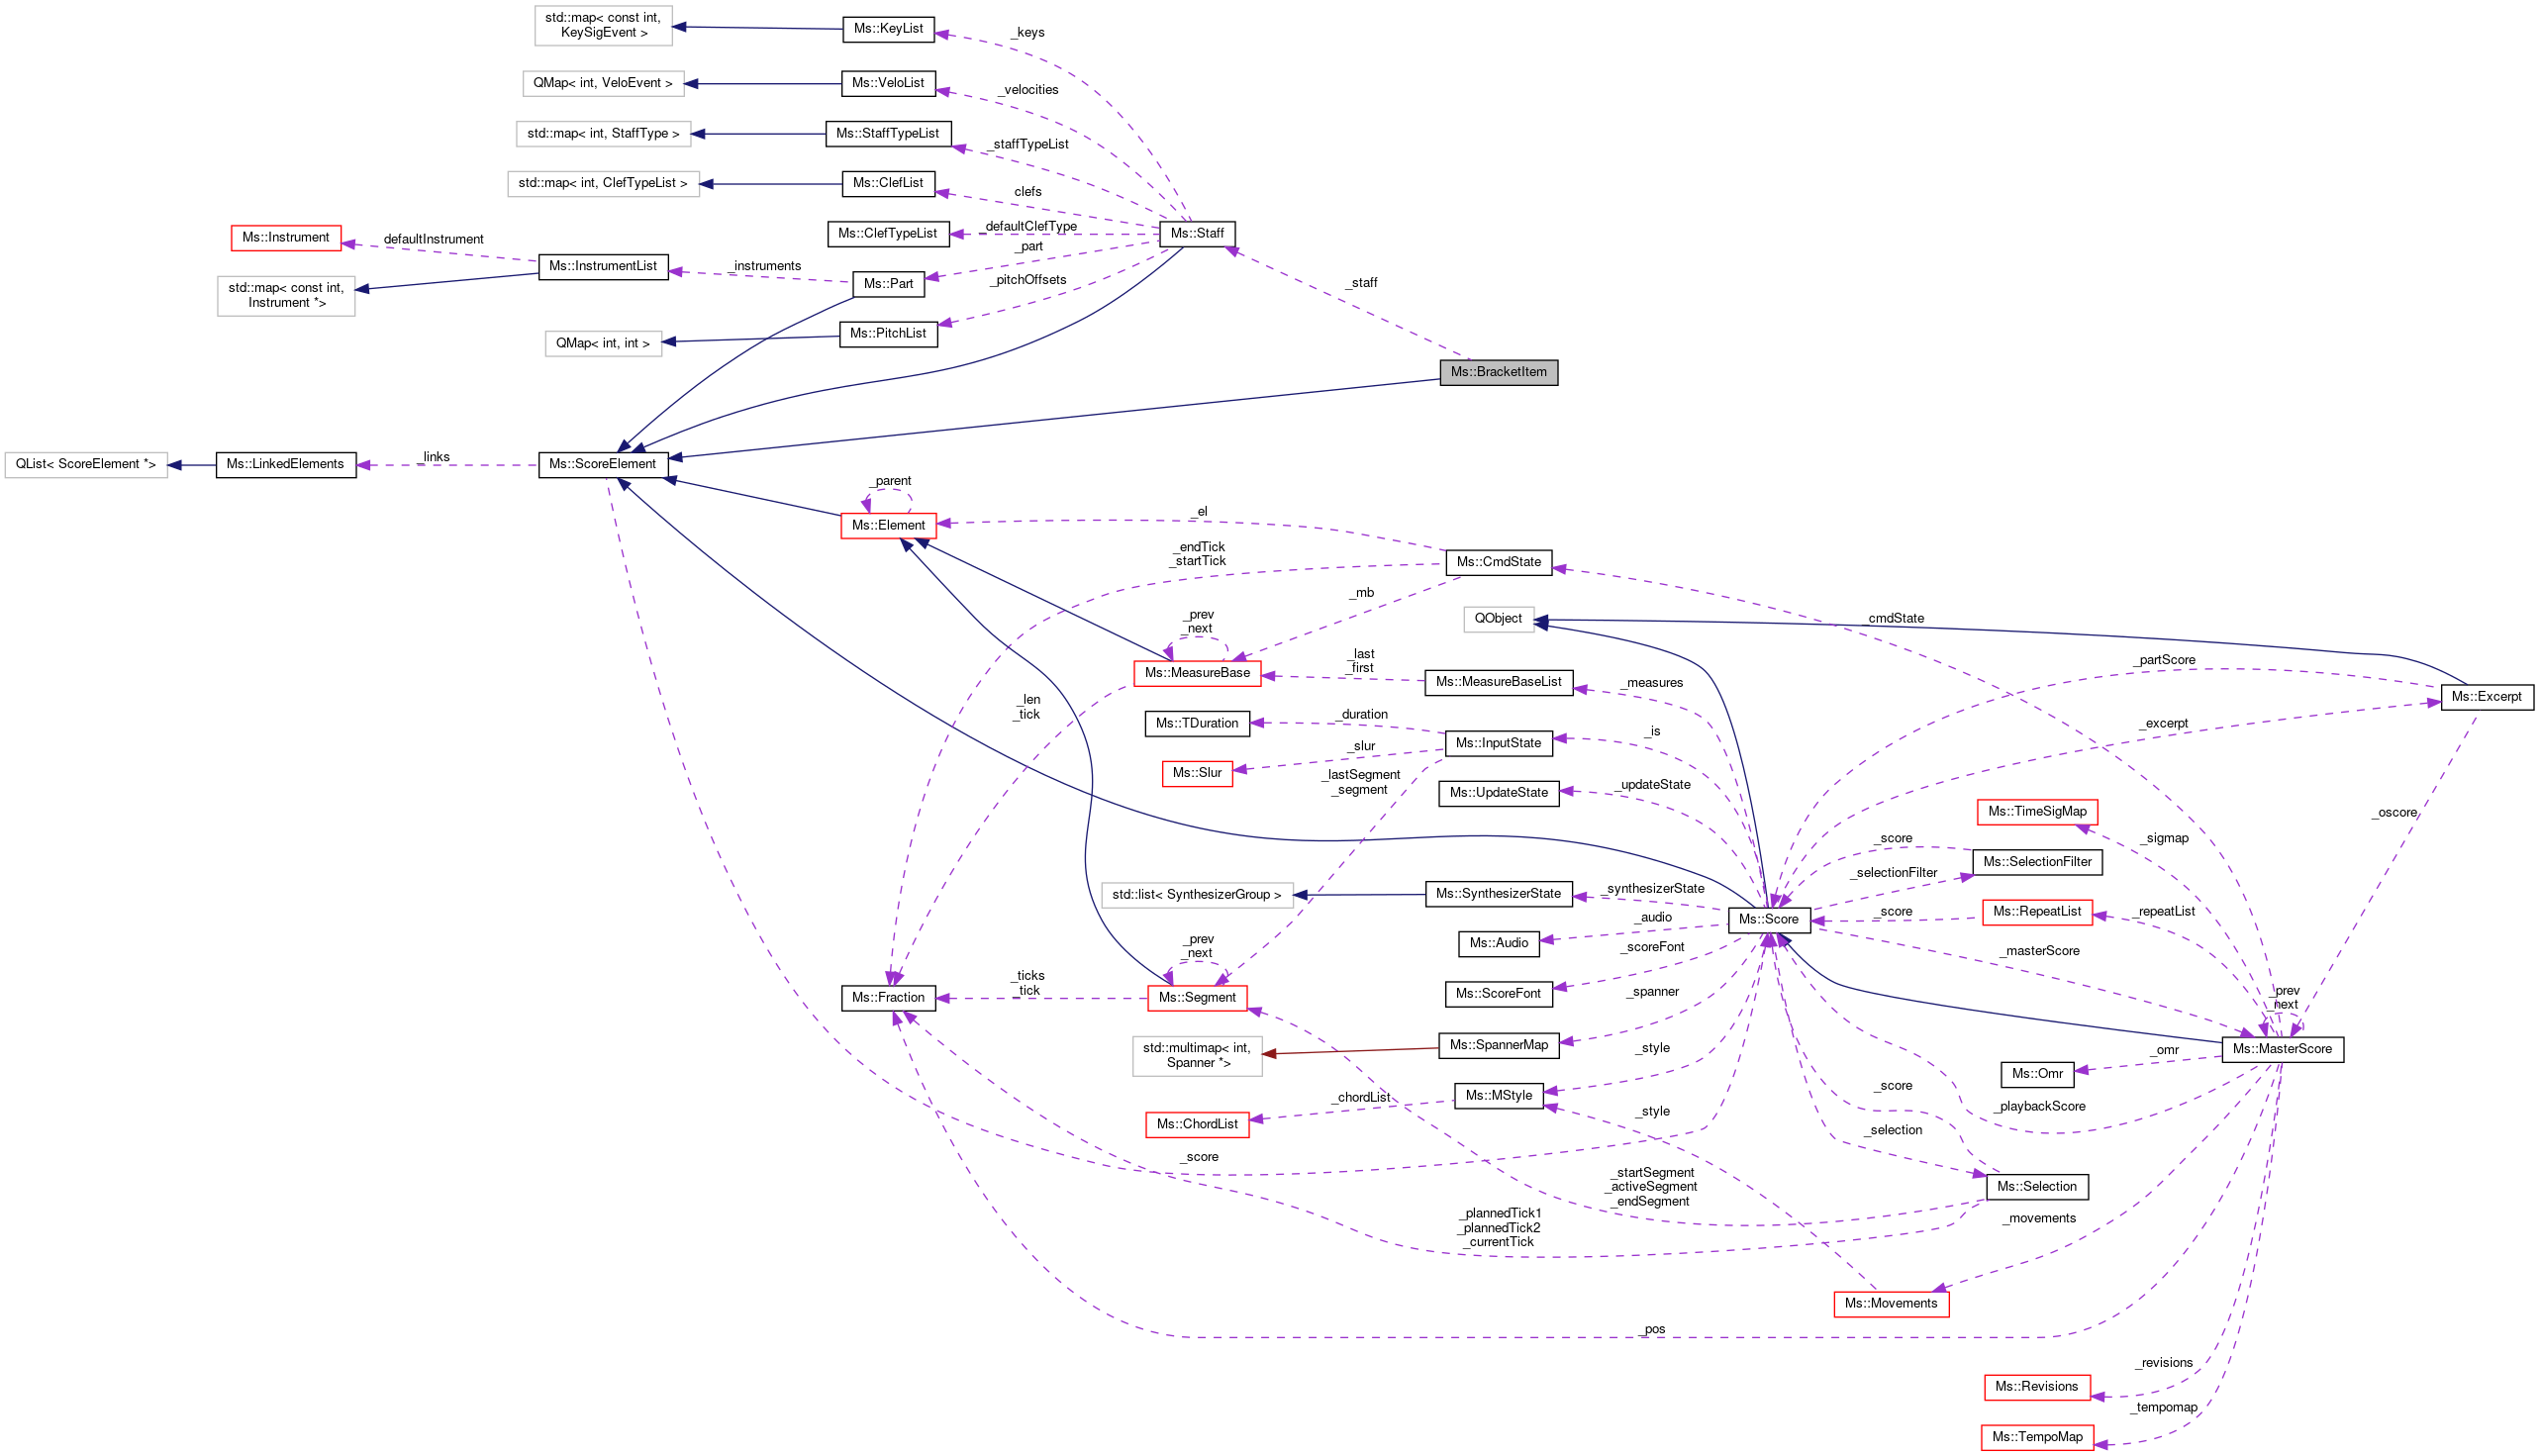 std::map< const int,
KeySigEvent >
Ms::KeyList
_keys
QMap< int, VeloEvent >
Ms::VeloList
_velocities
std::map< int, StaffType >
Ms::StaffTypeList
_staffTypeList
std::map< int, ClefTypeList >
Ms::ClefList
clefs
Ms::Instrument
defaultInstrument
Ms::ClefTypeList
_defaultClefType
Ms::Staff
_part
Ms::InstrumentList
_instruments
std::map< const int,
Instrument *>
Ms::Part
_pitchOffsets
_staff
QMap< int, int >
Ms::PitchList
Ms::BracketItem
QList< ScoreElement *>
Ms::LinkedElements
_links
Ms::ScoreElement
_parent
Ms::Element
_el
_endTick
_startTick
Ms::CmdState
_mb
_prev
_next
QObject
_cmdState
Ms::MeasureBase
_last
_first
Ms::MeasureBaseList
_measures
_partScore
Ms::Excerpt
_len
_tick
Ms::TDuration
_duration
Ms::InputState
_is
_excerpt
Ms::Slur
_slur
_lastSegment
_segment
Ms::UpdateState
_updateState
Ms::TimeSigMap
_oscore
_score
_sigmap
Ms::SelectionFilter
_selectionFilter
std::list< SynthesizerGroup >
Ms::SynthesizerState
_synthesizerState
Ms::Score
_score
Ms::RepeatList
_repeatList
_audio
Ms::Audio
_scoreFont
_masterScore
_prev
_next
_ticks
_tick
Ms::Fraction
Ms::Segment
Ms::ScoreFont
_spanner
_prev
_next
std::multimap< int,
Spanner *>
Ms::SpannerMap
_style
Ms::MasterScore
_omr
Ms::Omr
_score
_chordList
Ms::MStyle
_style
_playbackScore
Ms::ChordList
_selection
_score
_startSegment
_activeSegment
_endSegment
Ms::Selection
_plannedTick1
_plannedTick2
_currentTick
_movements
Ms::Movements
_pos
_revisions
Ms::Revisions
_tempomap
Ms::TempoMap